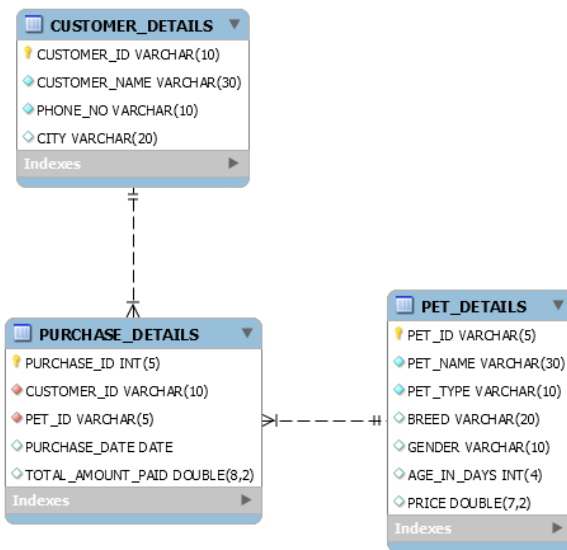 CUSTOMER_DETAILS
CUSTOMER_ID VARCHAR(10)
CUSTOMER_NAME VARCHAR(30)
PHONE_NO VARCHAR(10)
CITY VARCHAR(20)
Indexes
PURCHASE_DETAILS
PURCHASE_ID INT(5)
CUSTOMER_ID VARCHAR(10)
PET_ID VARCHAR(5)
PURCHASE_DATE DATE
TOTAL_AMOUNT_PAID DOUBLE(8,2)
Indexes
PET_DETAILS
PET_ID VARCHAR(5)
PET_NAME VARCHAR(30)
PET_TYPE VARCHAR(10)
BREED VARCHAR(20)
GENDER VARCHAR(10)
AGE_IN_DAYS INT(4)
PRICE DOUBLE(7,2)
Indexes